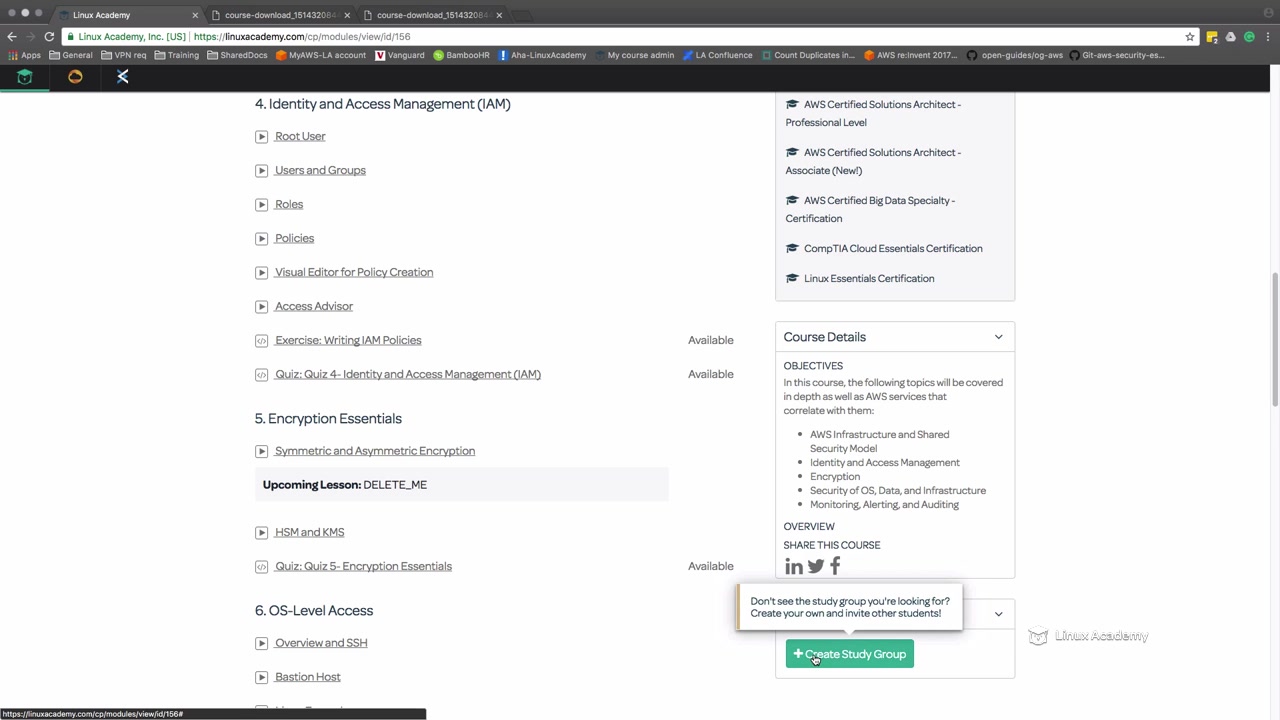 Linux Academy
course-download_151432084
course-download_151432084
Linux Academy, Inc. [US]
https://linuxacademy.com/cp/modules/view/id/156
Apps
General
VPN req
Training
SharedDocs
MyAWS-LA account
Vanguard
BambooHR
Aha-LinuxAcademy
My course admin
LA Confluence
Count Duplicates in...
AWS re:Invent 2017...
open-guides/og-aws
Git-aws-security-es...
4. Identity and Access Management (IAM)
Root User
Users and Groups
Roles
Policies
Visual Editor for Policy Creation
Access Advisor
Exercise: Writing IAM Policies
Available
Quiz: Quiz 4- Identity and Access Management (IAM)
Available
5. Encryption Essentials
Symmetric and Asymmetric Encryption
Upcoming Lesson: DELETE_ME
HSM and KMS
Quiz: Quiz 5- Encryption Essentials
Available
6. OS-Level Access
Overview and SSH
Bastion Host
AWS Certified Solutions Architect -
Professional Level
AWS Certified Solutions Architect -
Associate (New!)
AWS Certified Big Data Specialty -
Certification
CompTIA Cloud Essentials Certification
Linux Essentials Certification
Course Details
OBJECTIVES
In this course, the following topics will be covered
in depth as well as AWS services that
correlate with them:
AWS Infrastructure and Shared
Security Model
Identity and Access Management
Encryption
Security of OS, Data, and Infrastructure
Monitoring, Alerting, and Auditing
OVERVIEW
SHARE THIS COURSE
Don't see the study group you're looking for?
Create your own and invite other students!
+ Create Study Group
Linux Academy
https://linuxacademy.com/cp/modules/view/id/156#